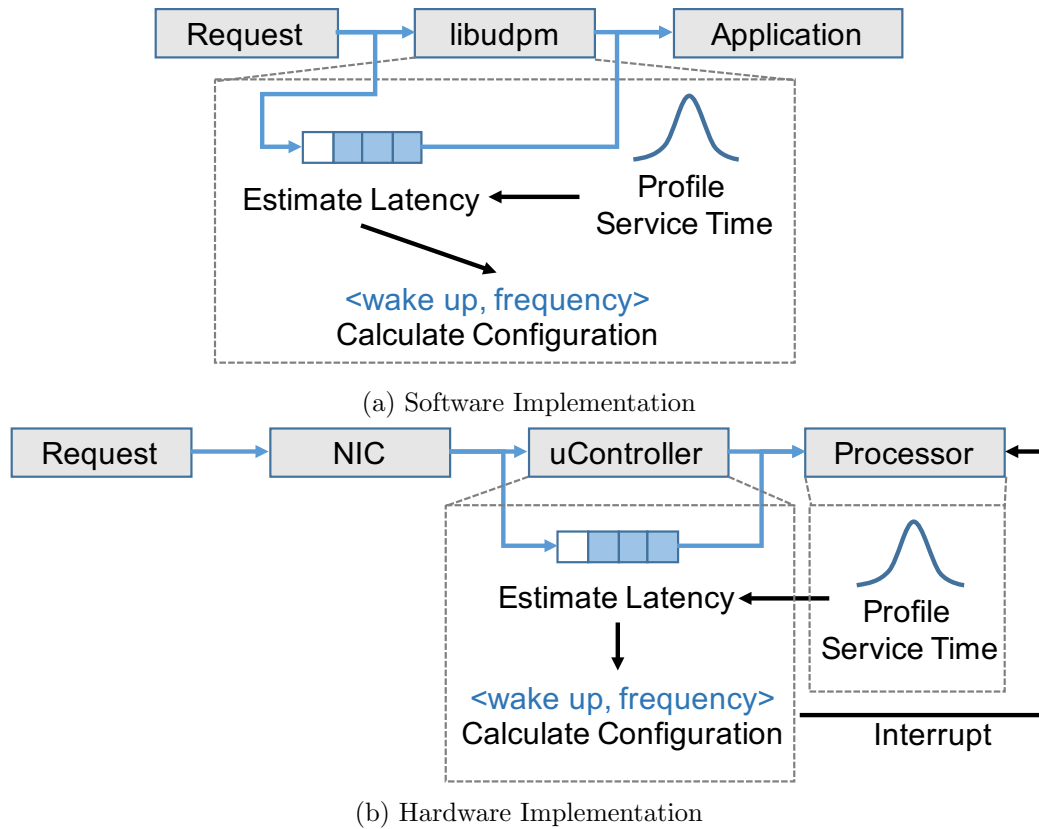 Request libudpm Application
Estimate Latency
Profile
Service Time
<wake up, frequency>
Calculate Configuration
(a) Software Implementation
Request NIC uController Processor
Estimate Latency
Profile
Service Time
<wake up, frequency>
Calculate Configuration
Interrupt
(b) Hardware Implementation